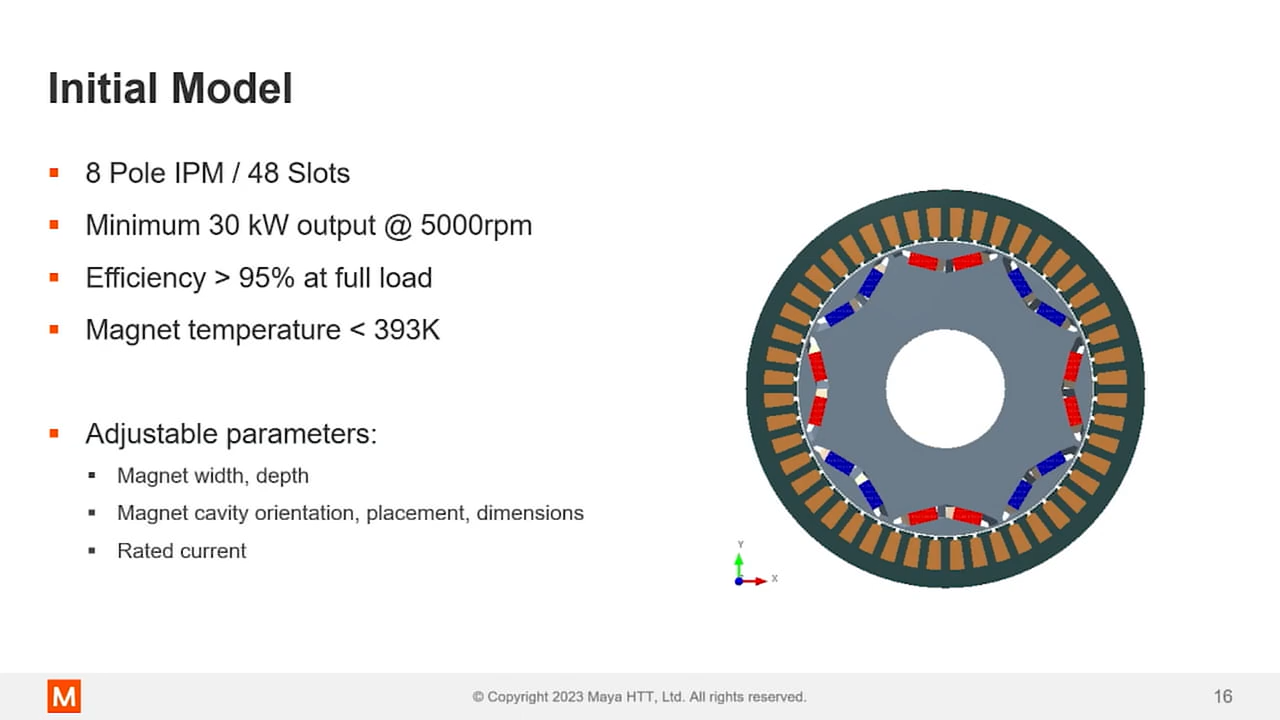 Initial Model
8 Pole IPM / 48 Slots
Minimum 30 kW output @ 5000rpm
Efficiency > 95% at full load
Magnet temperature < 393K
Adjustable parameters:
Magnet width, depth
Magnet cavity orientation, placement, dimensions
Rated current
Y
X
M
© Copyright 2023 Maya HTT, Ltd. All rights reserved.
16